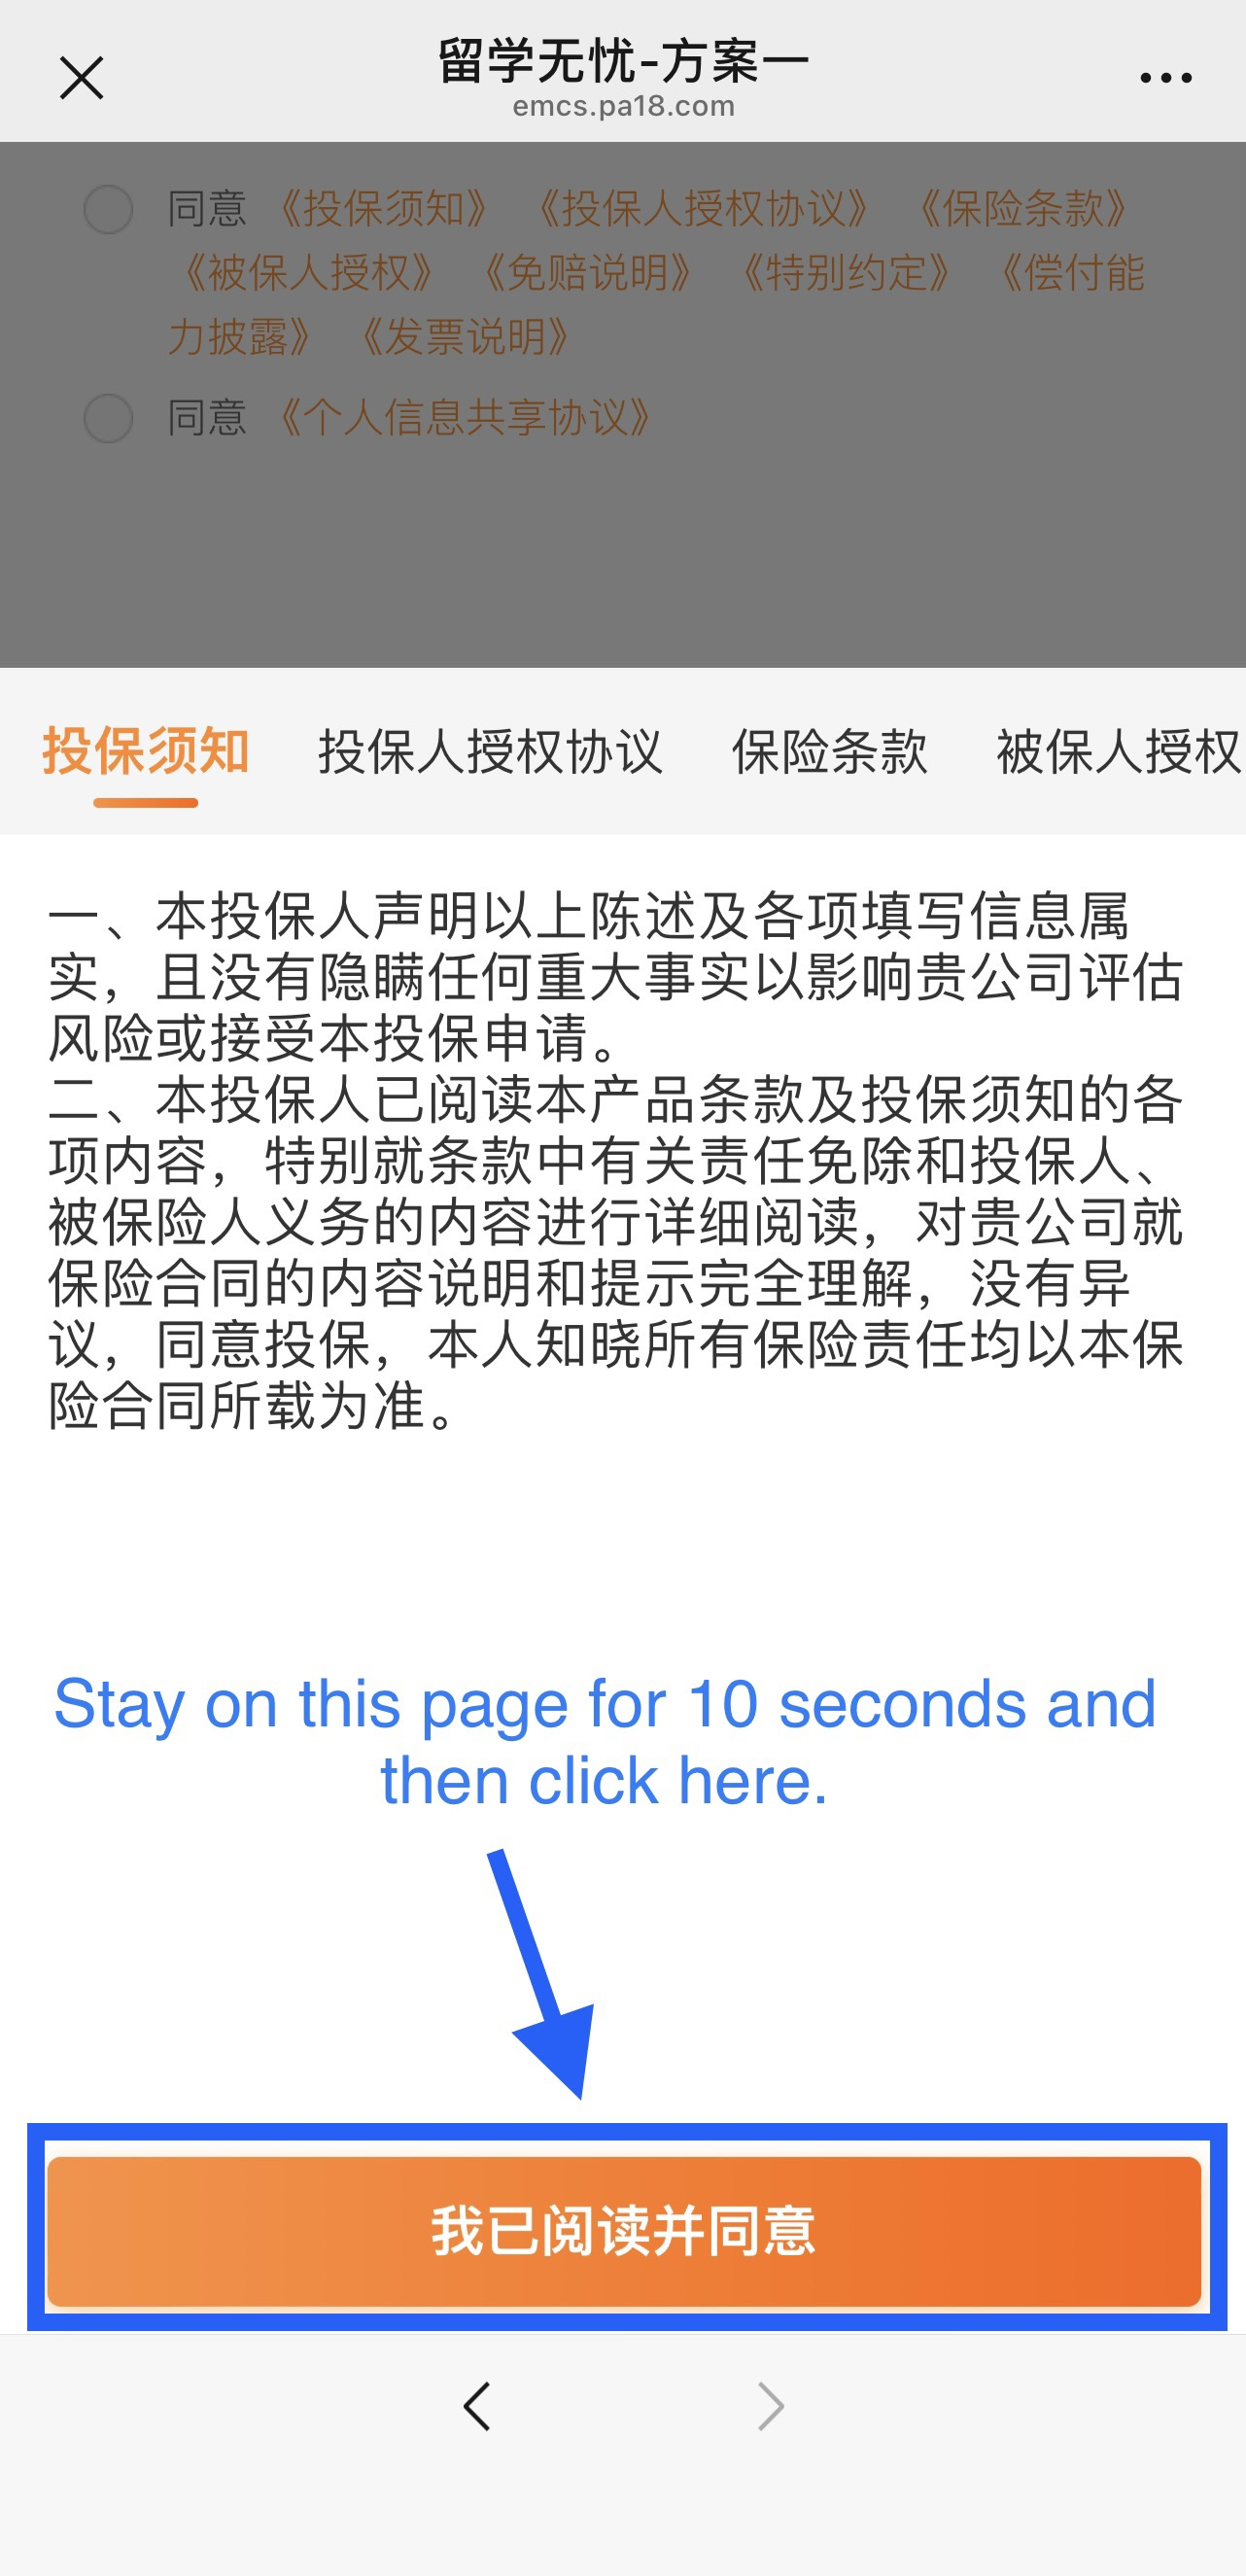 留学无忧-方案一
emcs.pa18.com
同意 《投保须知》 《投保人授权协议》 《保险条款》
《被保人授权》 《免赔说明》 《特别约定》 《偿付能
力披露》 《发票说明》
同意 《个人信息共享协议》
投保须知 投保人授权协议 保险条款 被保人授权
一、本投保人声明以上陈述及各项填写信息属
实，且没有隐瞒任何重大事实以影响贵公司评估
风险或接受本投保申请。
二、本投保人已阅读本产品条款及投保须知的各
项内容，特别就条款中有关责任免除和投保人、
被保险人义务的内容进行详细阅读，对贵公司就
保险合同的内容说明和提示完全理解，没有异
议，同意投保，本人知晓所有保险责任均以本保
险合同所载为准。
Stay on this page for 10 seconds and
then click here.
我已阅读并同意